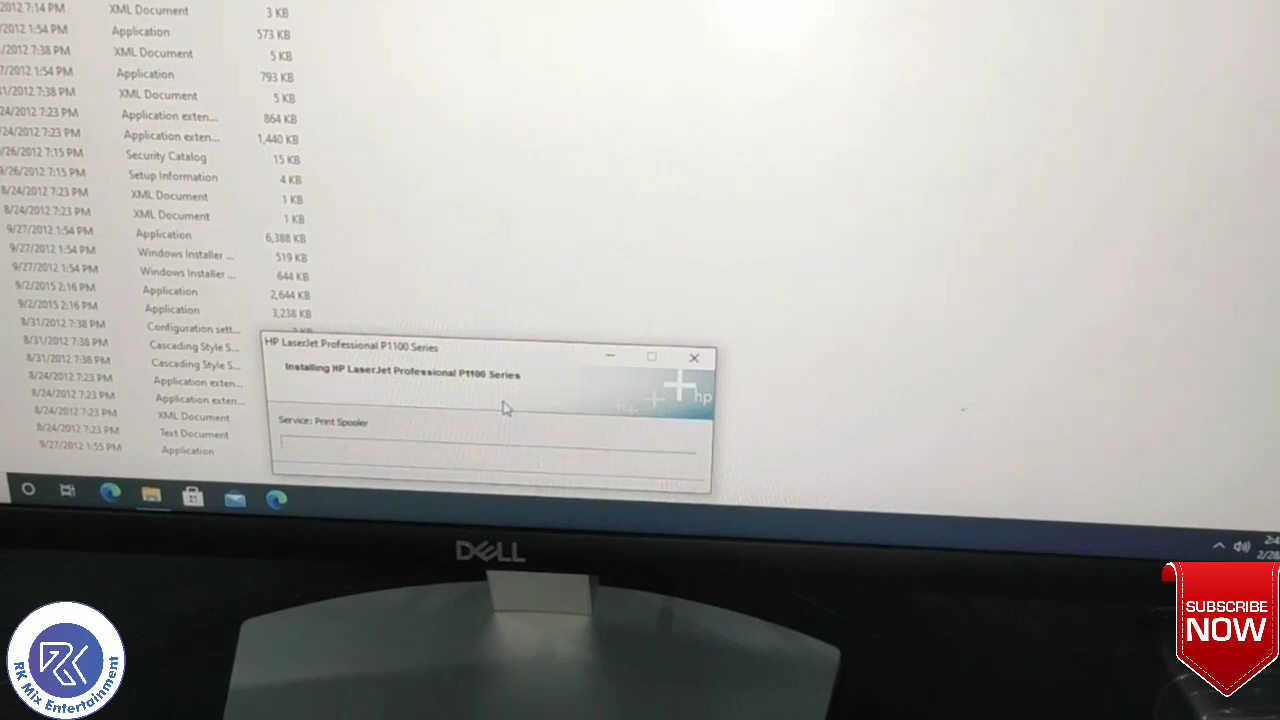 2012 7:14 PM XML Document 3 KB
/2012 1:54 PM Application 573 KB
/2012 7:38 PM XML Document 5 KB
7/2012 1:54 PM Application 793 KB
31/2012 7:38 PM XML Document 5 KB
24/2012 7:23 PM Application exten... 864 KB
/24/2012 7:23 PM Application exten... 1,440 KB
/26/2012 7:15 PM Security Catalog 15 KB
9/26/2012 7:15 PM Setup Information 4 KB
8/24/2012 7:23 PM XML Document 1 KB
8/24/2012 7:23 PM XML Document 1 KB
9/27/2012 1:54 PM Application 6,388 KB
9/27/2012 1:54 PM Windows Installer ... 519 KB
9/27/2012 1:54 PM Windows Installer ... 644 KB
9/2/2015 2:16 PM Application 2,644 KB
9/2/2015 2:16 PM Application 3,238 KB
8/31/2012 7:38 PM Configuration sett...
8/31/2012 7:38 PM Cascading Style S...
8/31/2012 7:38 PM Cascading Style S...
8/24/2012 7:23 PM Application exten...
8/24/2012 7:23 PM Application exten...
8/24/2012 7:23 PM XML Document
8/24/2012 7:23 PM Text Document
9/27/2012 1:55 PM Application
HP LaserJet Professional P1100 Series
Installing HP LaserJet Professional P1100 Series
hp
Service: Print Spooler
DELL
SUBSCRIBE
NOW
RK Mix Entertainment